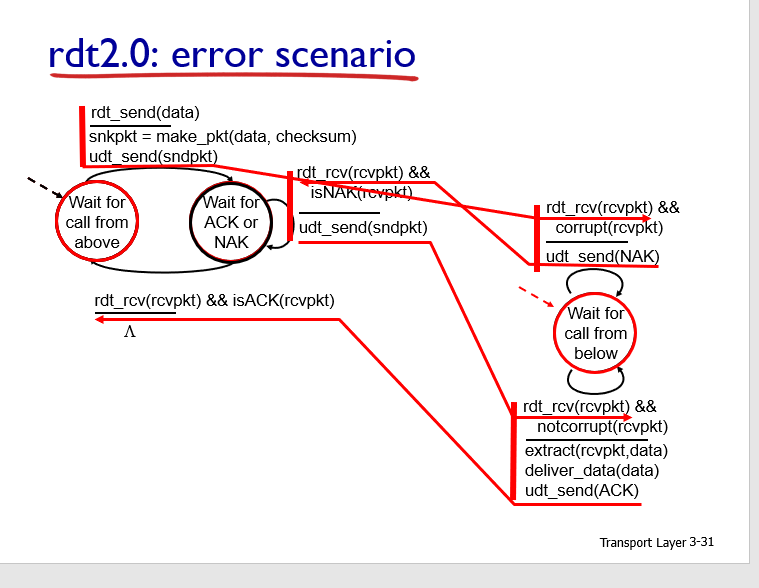 rdt2.0: error scenario
rdt_send(data)
snkpkt = make_pkt(data, checksum)
udt_send(sndpkt)
rdt_rcv(rcvpkt) &&
isNAK(rcvpkt)
udt_send(sndpkt)
Wait for
call from
above
Wait for
ACK or
NAK
rdt_rcv(rcvpkt) && isACK(rcvpkt)
Λ
rdt_rcv(rcvpkt) &&
corrupt(rcvpkt)
udt_send(NAK)
Wait for
call from
below
rdt_rcv(rcvpkt) &&
notcorrupt(rcvpkt)
extract(rcvpkt,data)
deliver_data(data)
udt_send(ACK)
Transport Layer 3-31